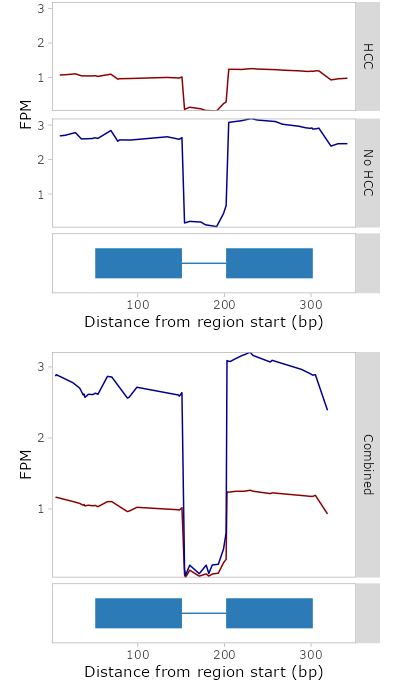 3
2
1
HCC
FPM
3
2
1
No HCC
100 200 300
Distance from region start (bp)
3
2
1
FPM
Combined
100 200 300
Distance from region start (bp)